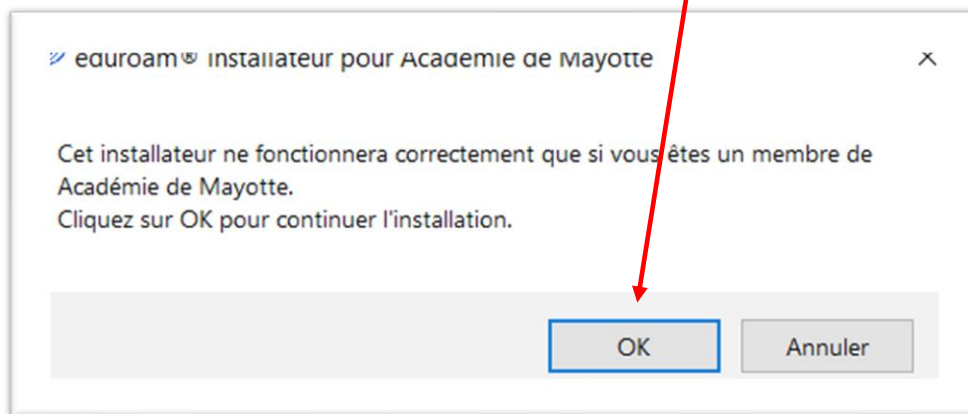 eduroam® installateur pour Académie de Mayotte
Cet installateur ne fonctionnera correctement que si vous êtes un membre de
Académie de Mayotte.
Cliquez sur OK pour continuer l'installation.
OK Annuler